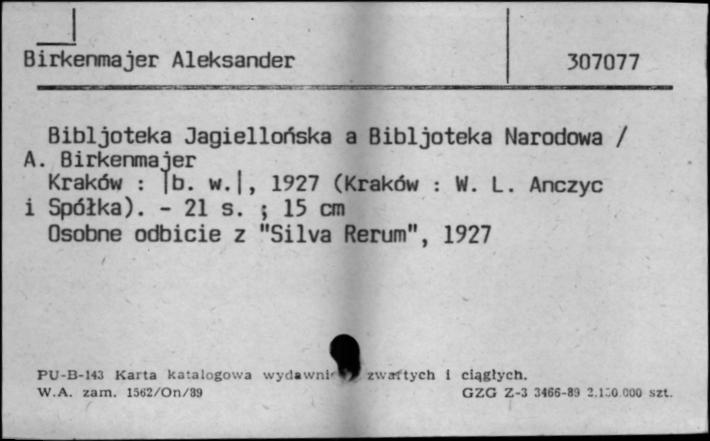 Birkenmajer Aleksander 307077
Bibljoteka Jagiellońska a Bibljoteka Narodowa /
A. Birkenmajer
Kraków : |b. w.|, 1927 (Kraków : W. L. Anczyc
i Spółka). - 21 s. ; 15 cm
Osobne odbicie z "Silva Rerum", 1927
PU-B-143 Karta katalogowa zwartych i ciągłych.
W.A. zam. 1562/On/89 GZG Z-3 3466-89 szt.